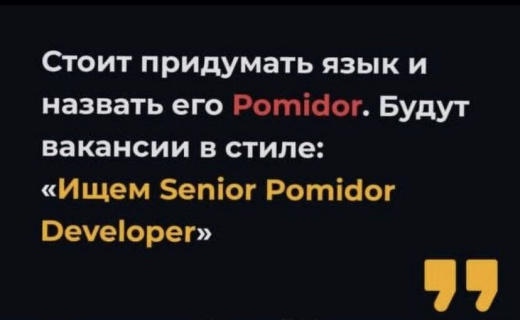 Стоит придумать язык и
назвать его Pomidor. Будут
вакансии в стиле:
«Ищем Senior Pomidor
Developer»